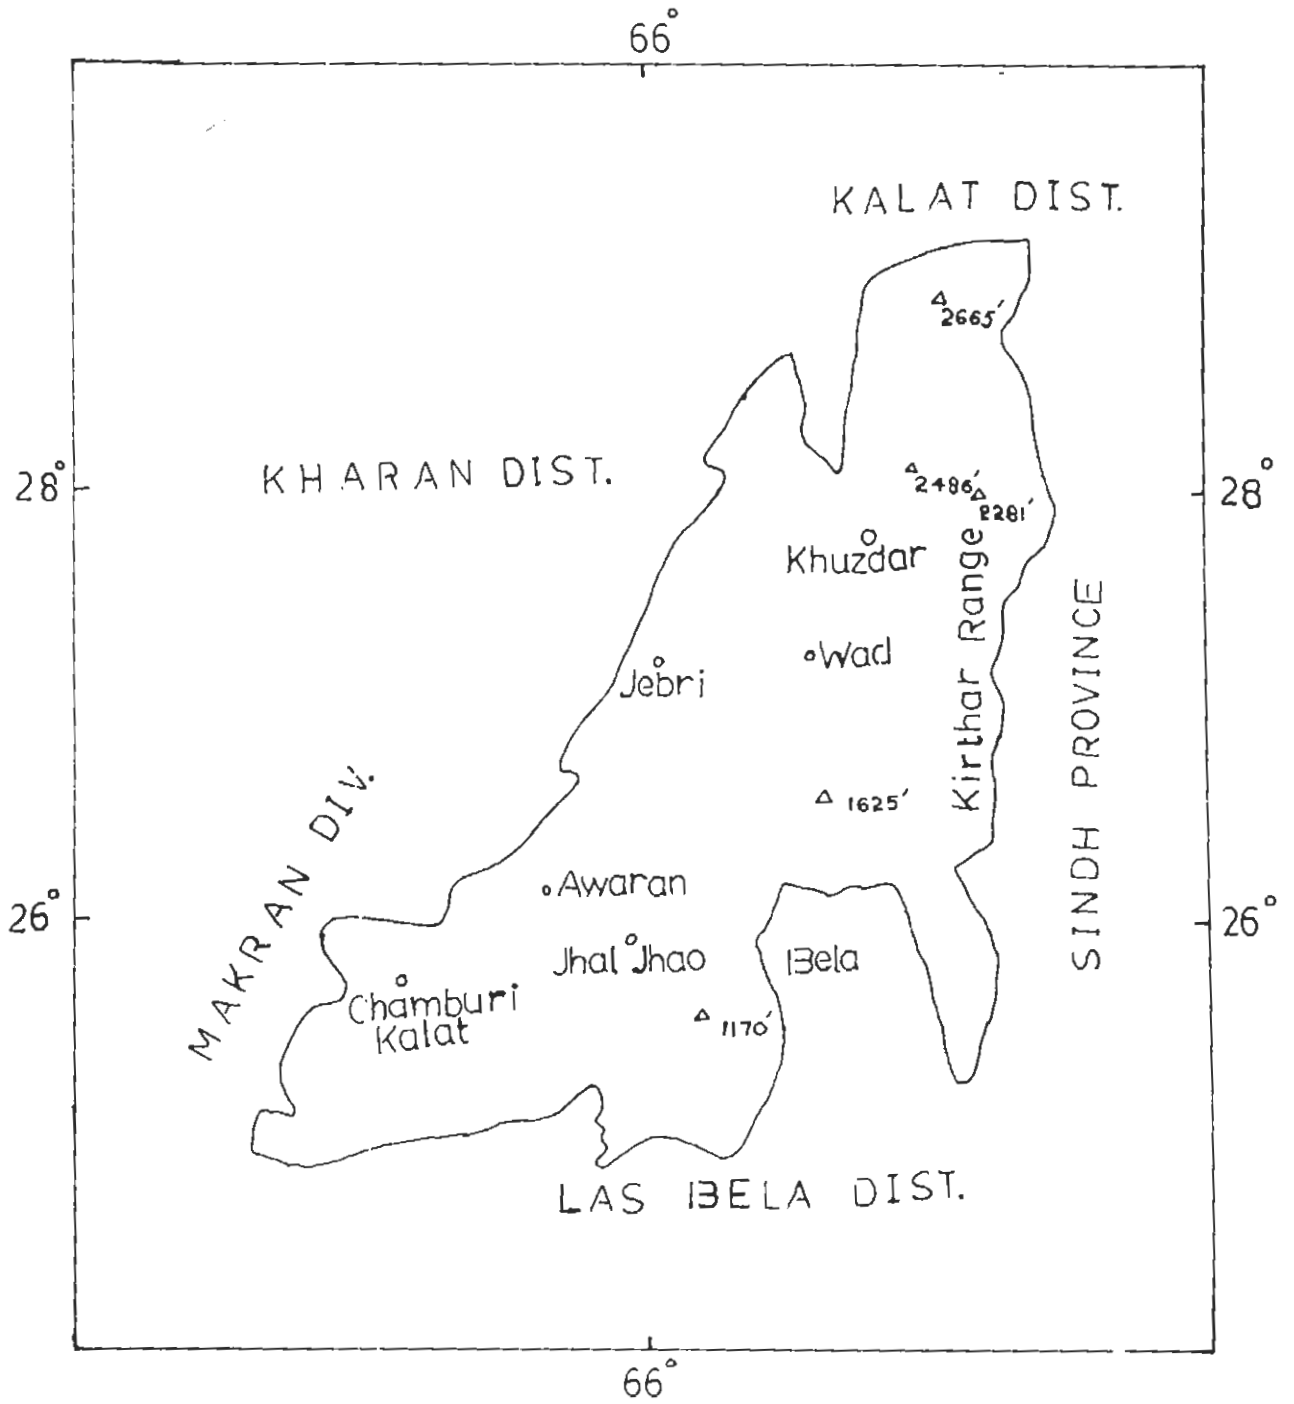 66°
KALAT DIST.
2665′
KHARAN DIST.
28°
28°
2486′
2281′
Khuzdar
Kirthar Range
Wad
Jebri
SINDH PROVINCE
MAKRAN DIV.
1625′
Awaran
26°
26°
Jhal Jhao
Bela
Chamburi
Kalat
1170′
LAS BELA DIST.
66°